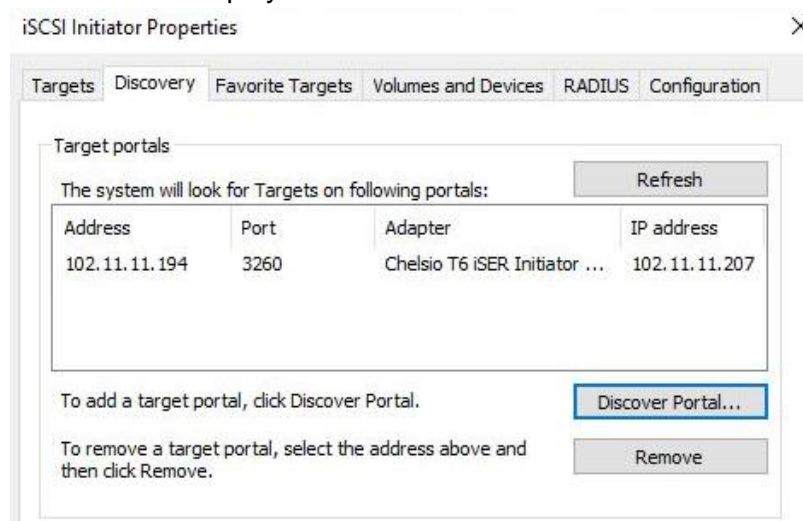 iSCSI Initiator Properties
Targets Discovery Favorite Targets Volumes and Devices RADIUS Configuration
Target portals
The system will look for Targets on following portals:
Refresh
Address Port Adapter IP address
102.11.11.194 3260 Chelsio T6 iSER Initiator ... 102.11.11.207
To add a target portal, click Discover Portal.
Discover Portal...
To remove a target portal, select the address above and
then click Remove.
Remove